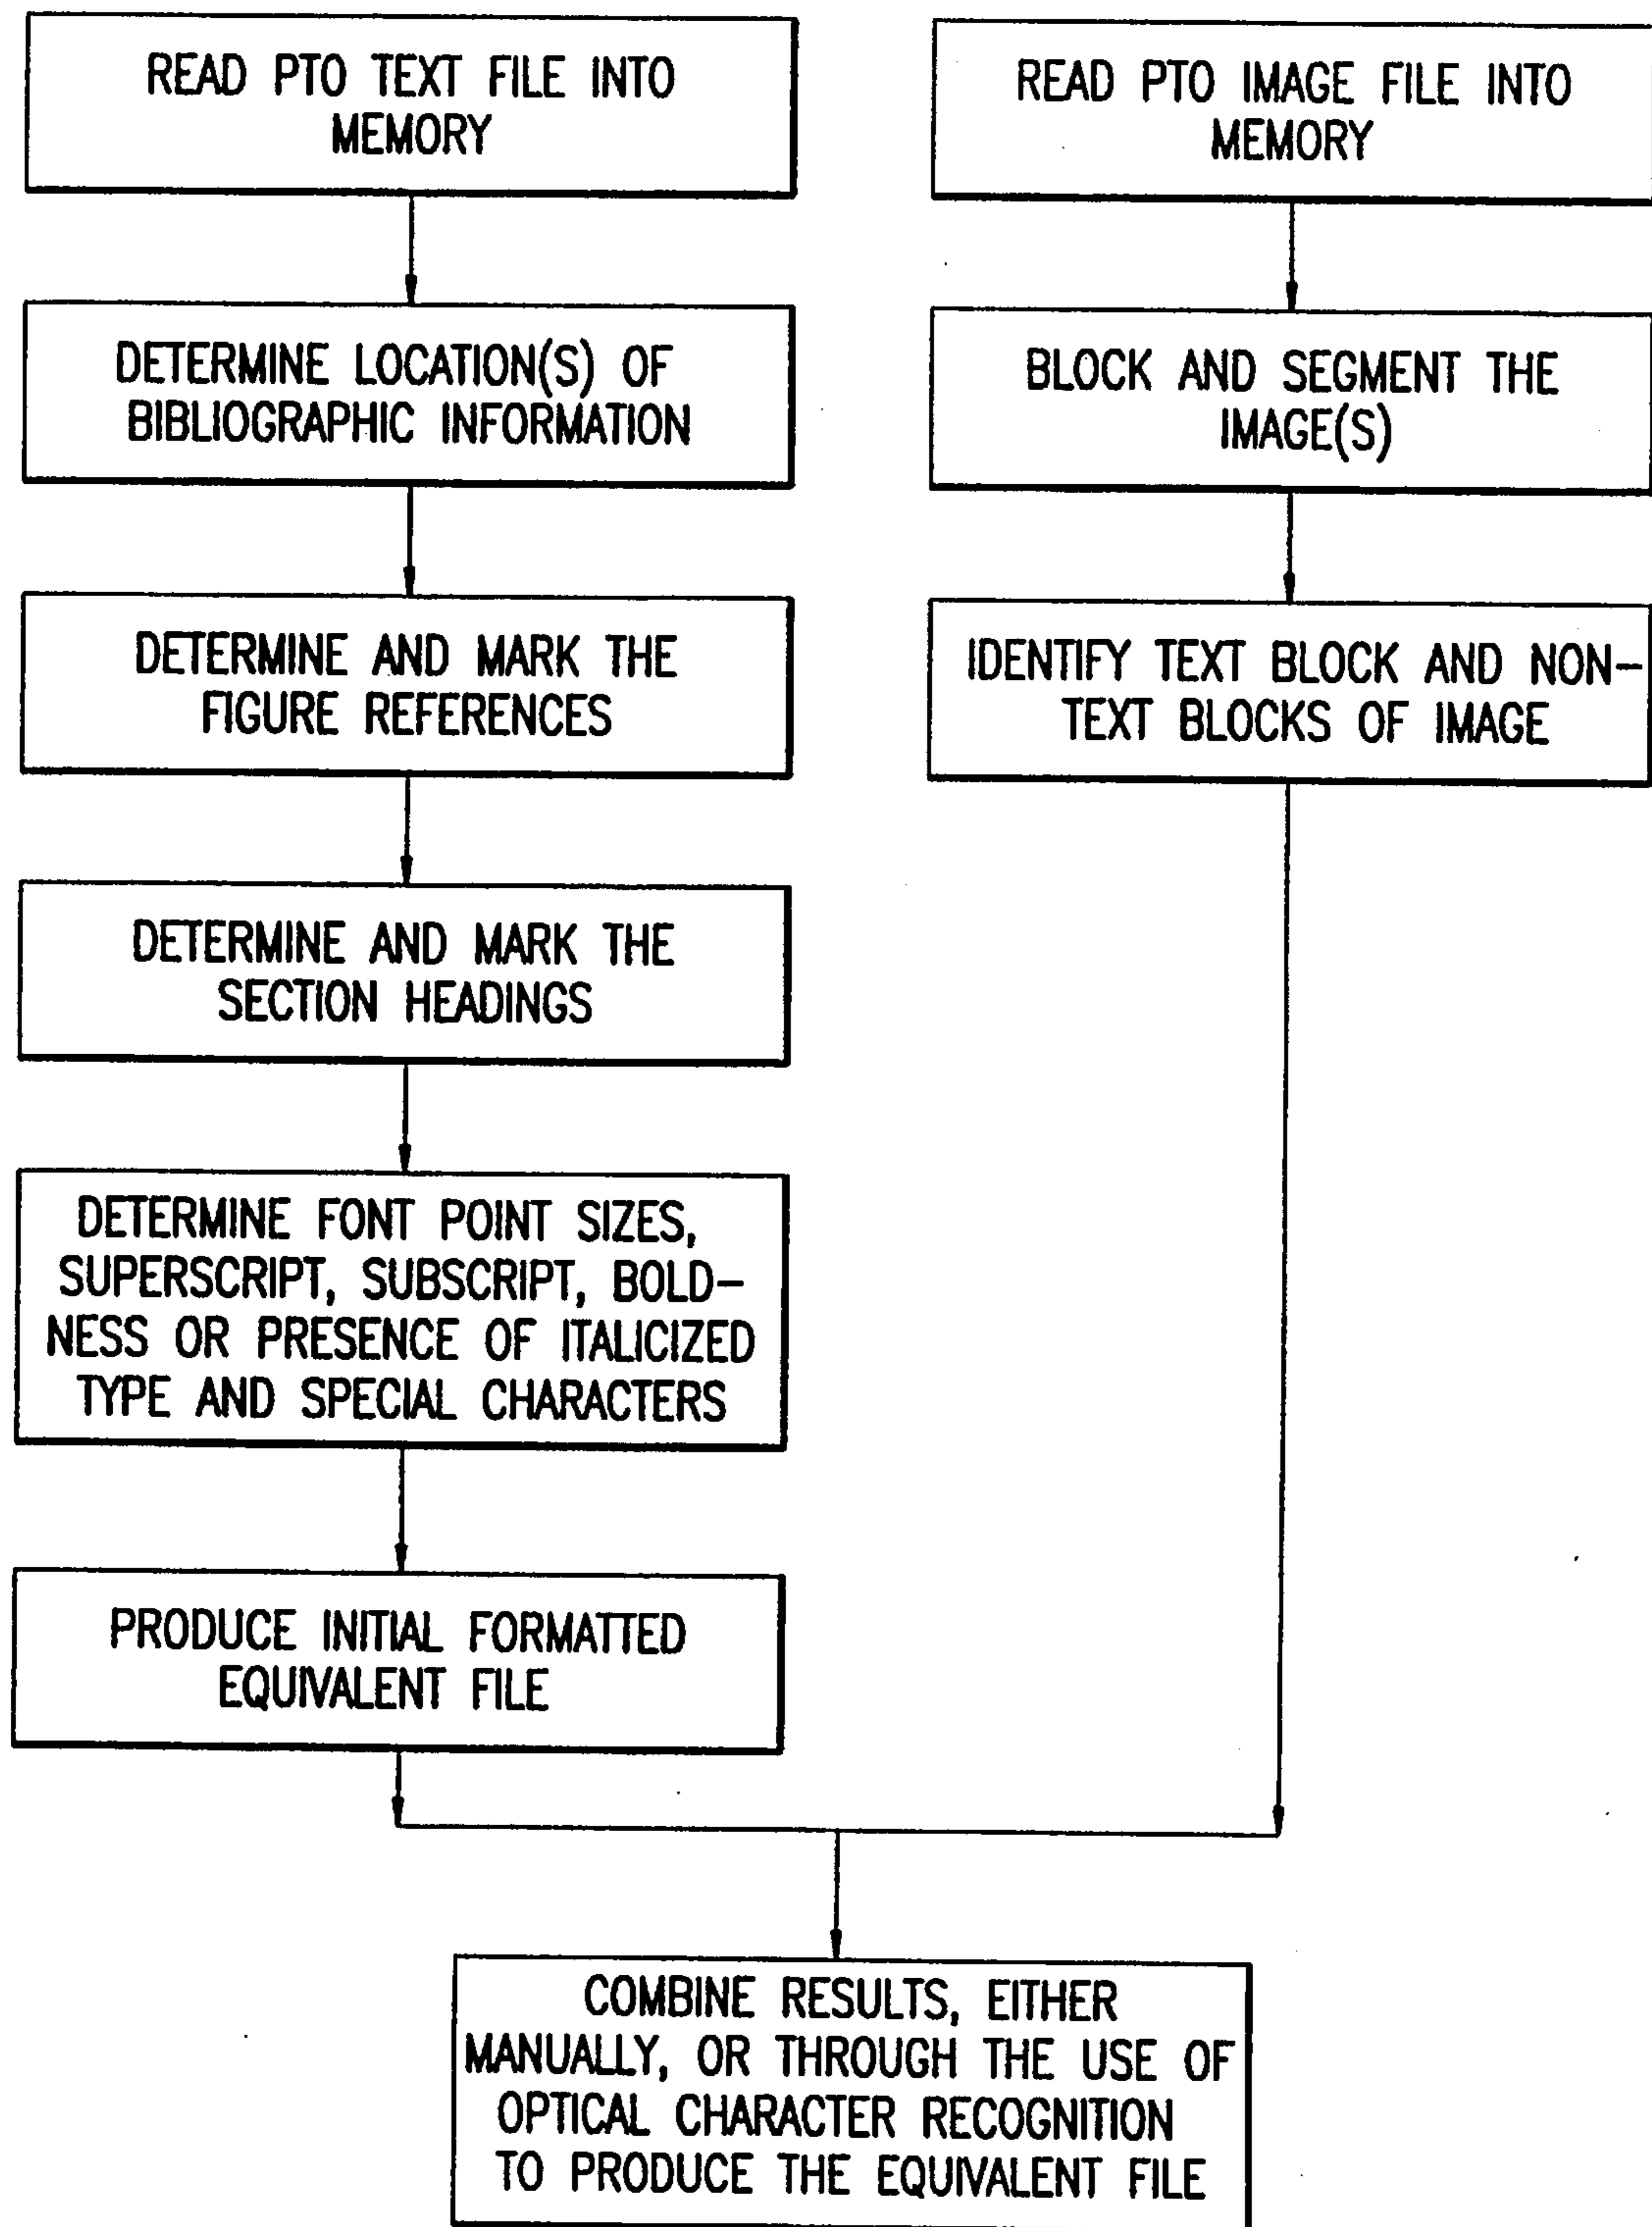 READ PTO TEXT FILE INTO
MEMORY
DETERMINE LOCATION(S) OF
BIBLIOGRAPHIC INFORMATION
DETERMINE AND MARK THE
FIGURE REFERENCES
DETERMINE AND MARK THE
SECTION HEADINGS
DETERMINE FONT POINT SIZES,
SUPERSCRIPT, SUBSCRIPT, BOLD-
NESS OR PRESENCE OF ITALICIZED
TYPE AND SPECIAL CHARACTERS
PRODUCE INITIAL FORMATTED
EQUIVALENT FILE
READ PTO IMAGE FILE INTO
MEMORY
BLOCK AND SEGMENT THE
IMAGE(S)
IDENTIFY TEXT BLOCK AND NON-
TEXT BLOCKS OF IMAGE
COMBINE RESULTS, EITHER
MANUALLY, OR THROUGH THE USE OF
OPTICAL CHARACTER RECOGNITION
TO PRODUCE THE EQUIVALENT FILE